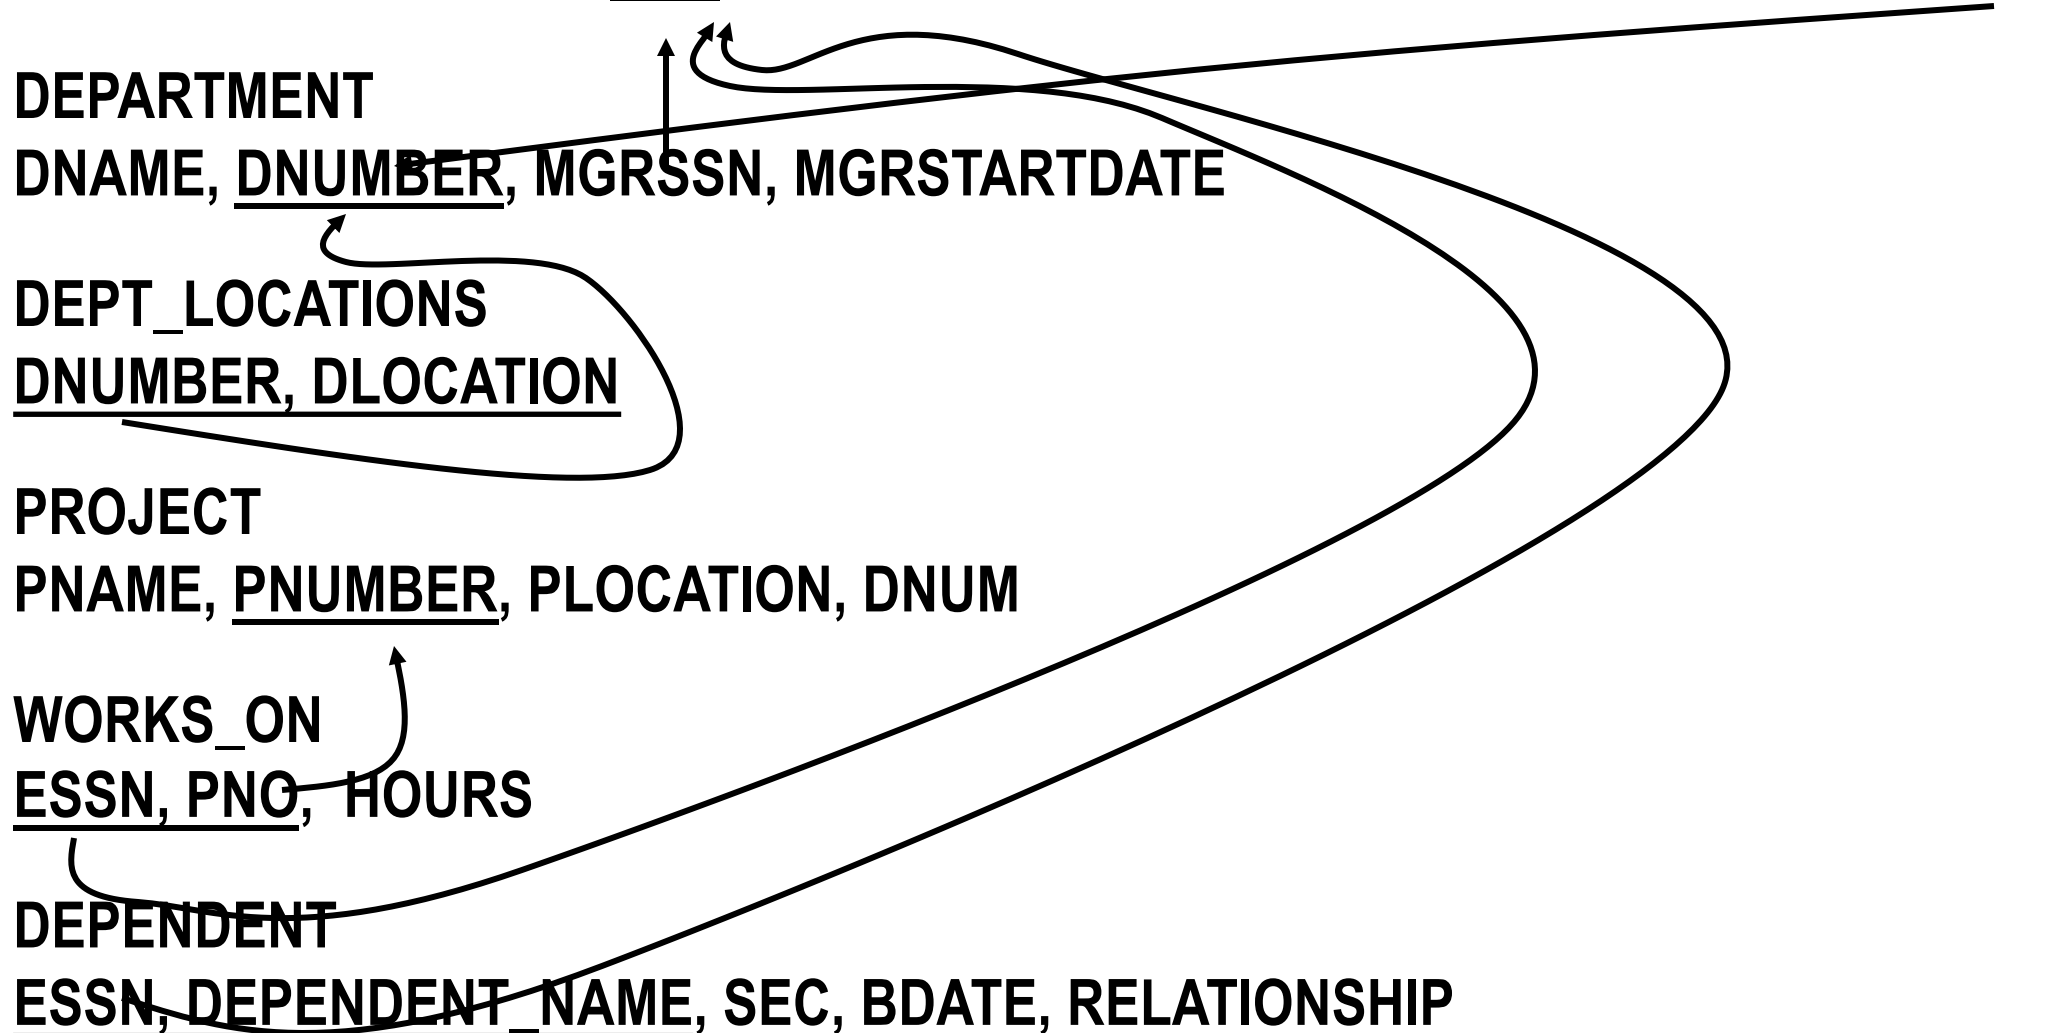 DEPARTMENT
DNAME, DNUMBER, MGRSSN, MGRSTARTDATE
DEPT_LOCATIONS
DNUMBER, DLOCATION
PROJECT
PNAME, PNUMBER, PLOCATION, DNUM
WORKS_ON
ESSN, PNO, HOURS
DEPENDENT
ESSN, DEPENDENT_NAME, SEC, BDATE, RELATIONSHIP